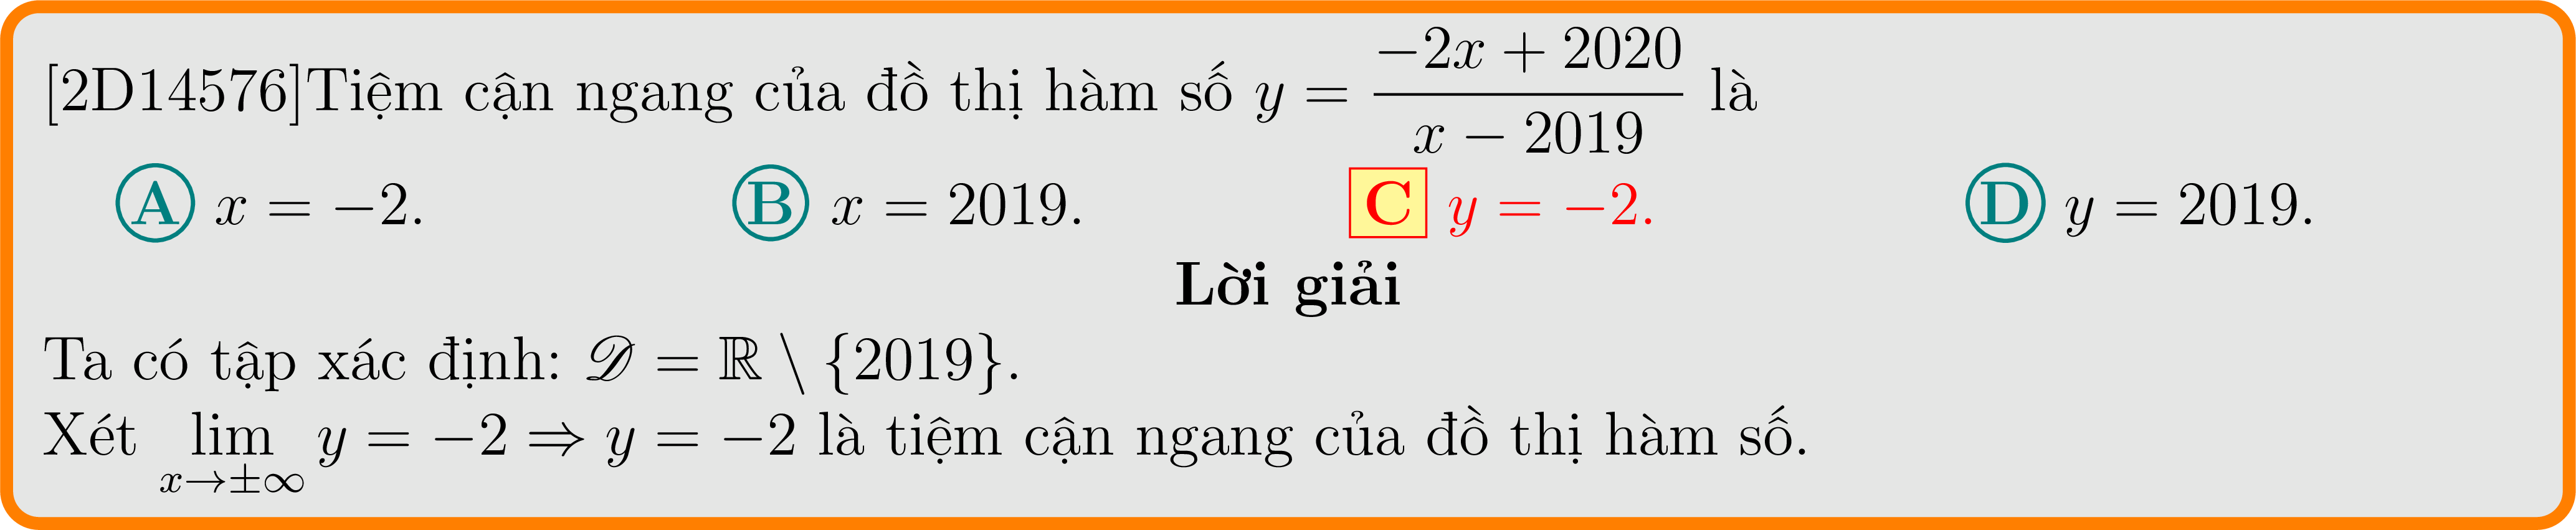 [2D14576]Tiệm cận ngang của đồ thị hàm số $y = \dfrac{-2x + 2020}{x - 2019}$ là
A x = −2. B x = 2019. C y = −2. D y = 2019.
Lời giải
Ta có tập xác định: $\mathscr{D} = \mathbb{R} \setminus \{2019\}$.
Xét $\lim\limits_{x \to \pm\infty} y = -2 \Rightarrow y = -2$ là tiệm cận ngang của đồ thị hàm số.